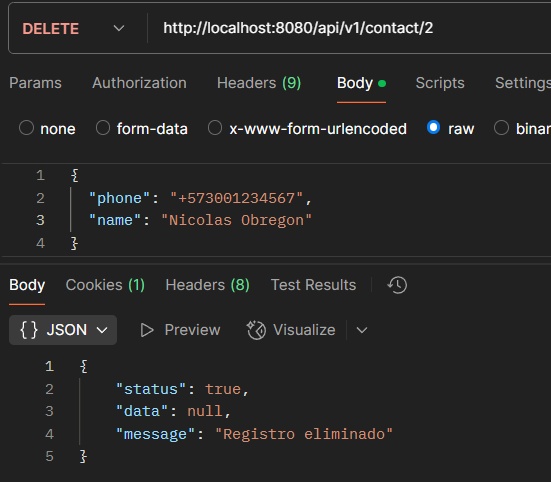 DELETE http://localhost:8080/api/v1/contact/2
Params Authorization Headers (9) Body Scripts Settings
none form-data x-www-form-urlencoded raw binar
1 {
2 "phone": "+573001234567",
3 "name": "Nicolas Obregon"
4 }
Body Cookies (1) Headers (8) Test Results
{} JSON Preview Visualize
1 {
2 "status": true,
3 "data": null,
4 "message": "Registro eliminado"
5 }